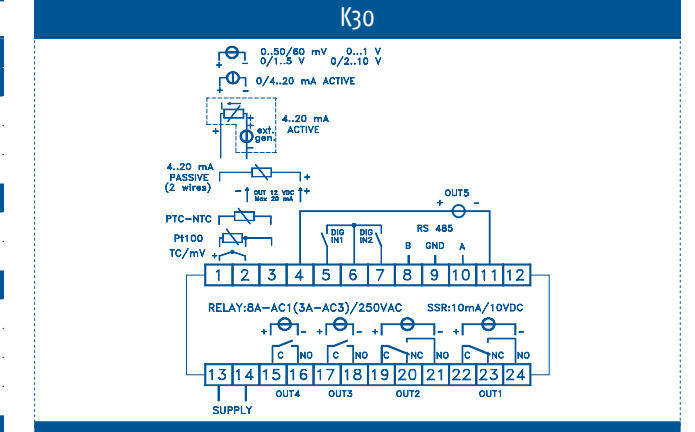 K30
0..50/60 mV 0...1 V
0/1..5 V 0/2..10 V
0/4..20 mA ACTIVE
4..20 mA
ACTIVE
ext.
gen.
4..20 mA
PASSIVE
(2 wires)
OUT 12 VDC
Max 20 mA
PTC-NTC
Pt100
TC/mV
OUT5
DIG
IN1
DIG
IN2
RS 485
B GND A
1 2 3 4 5 6 7 8 9 10 11 12
RELAY:8A-AC1(3A-AC3)/250VAC SSR:10mA/10VDC
+ - + - + - + -
C NO C NO C NC NO C NC NO
13 14 15 16 17 18 19 20 21 22 23 24
OUT4 OUT3 OUT2 OUT1
SUPPLY